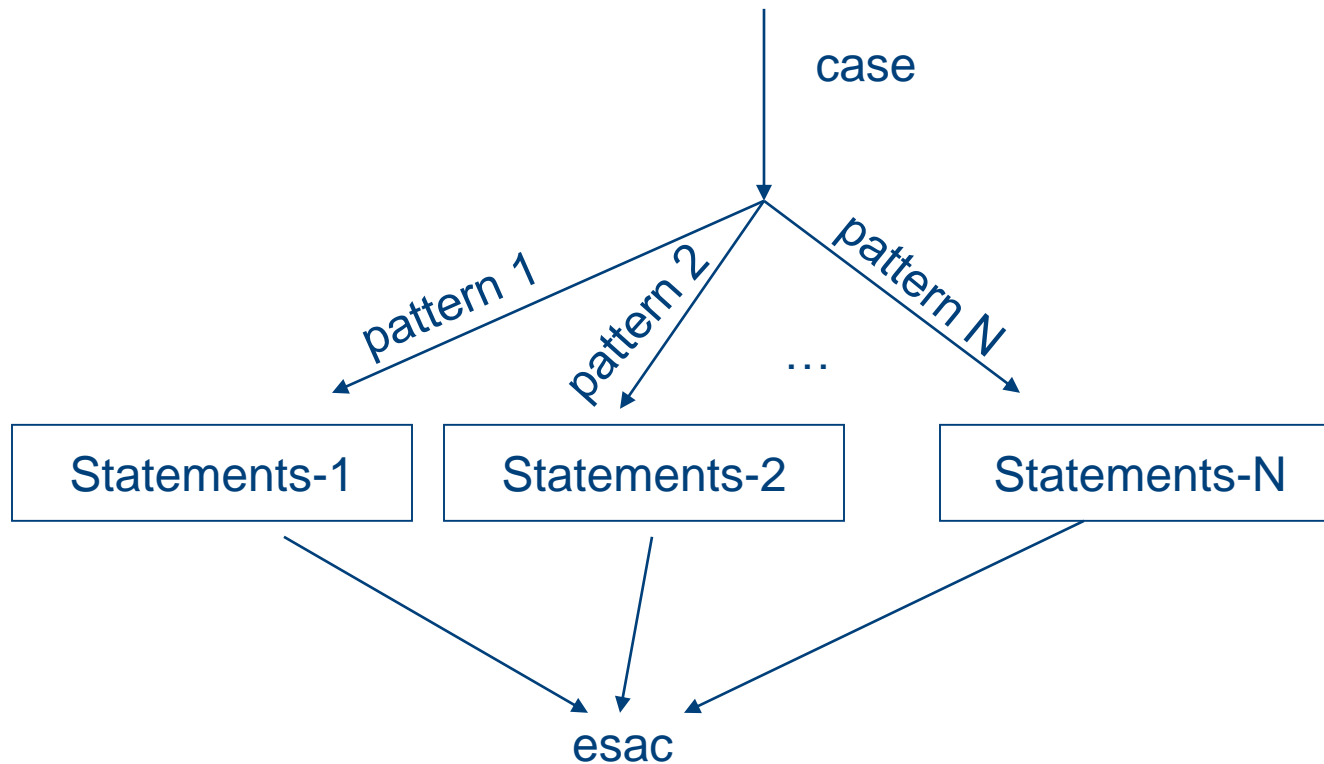 case
pattern 1
pattern 2
pattern N
…
Statements-1
Statements-2
Statements-N
esac